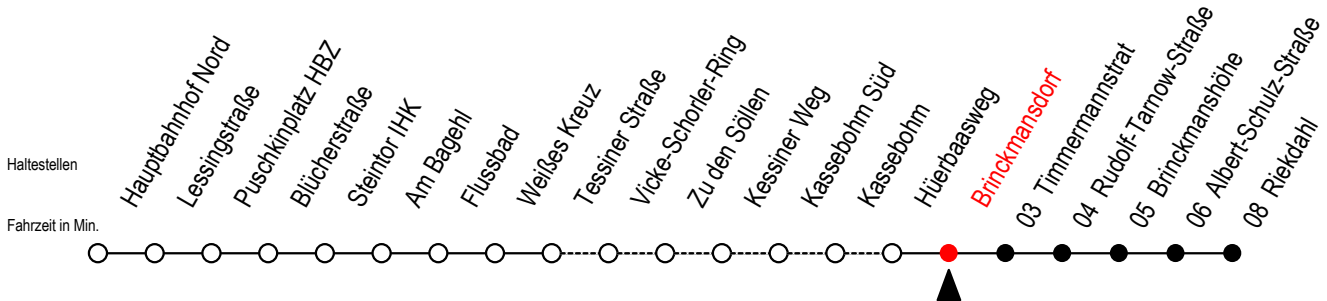 Haltestellen
Fahrzeit in Min.
Hauptbahnhof Nord
Lessingstraße
Puschkinplatz HBZ
Blücherstraße
Steintor IHK
Am Bagehl
Flussbad
Weißes Kreuz
Tessiner Straße
Vicke-Schorler-Ring
Zu den Söllen
Kessiner Weg
Kassebohm Süd
Kassebohm
Hüerbaasweg
Brinckmansdorf
03 Timmermannstrat
04 Rudolf-Tarnow-Straße
05 Brinckmanshöhe
06 Albert-Schulz-Straße
08 Riekdahl